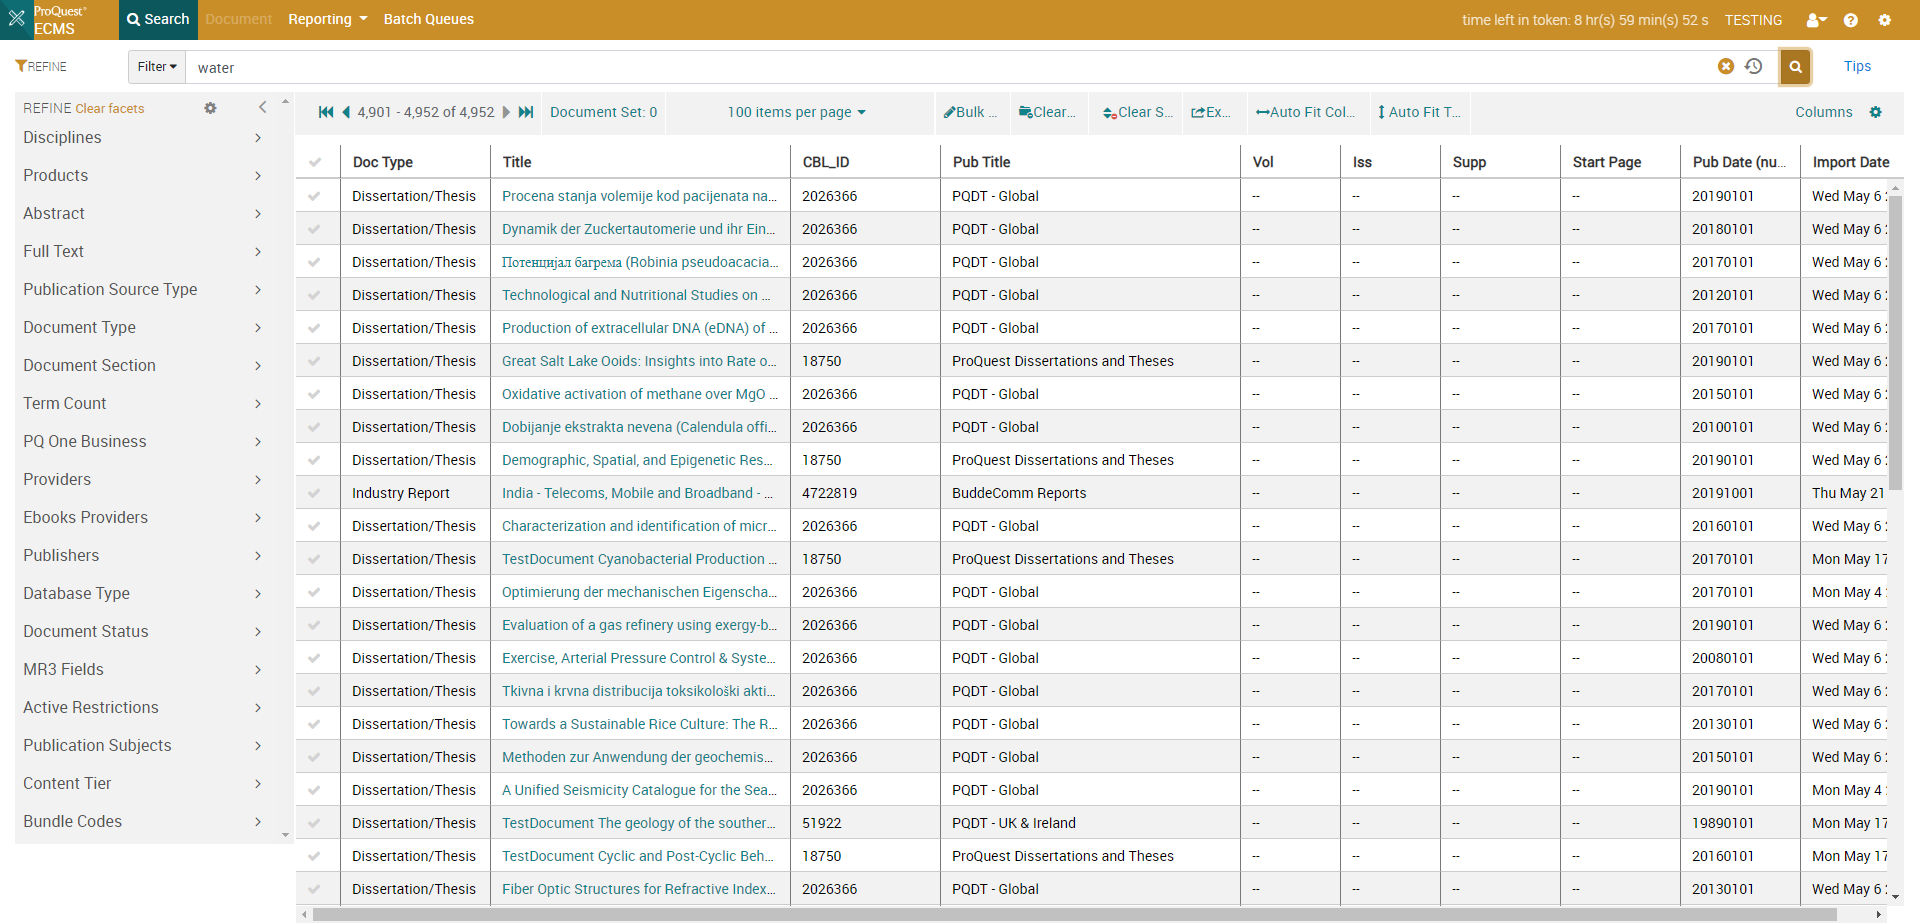 ProQuest® ECMS Search Document Reporting Batch Queues time left in token: 8 hr(s) 59 min(s) 52 s TESTING
REFINE Filter water Tips
REFINE Clear facets
Disciplines
Products
Abstract
Full Text
Publication Source Type
Document Type
Document Section
Term Count
PQ One Business
Providers
Ebooks Providers
Publishers
Database Type
Document Status
MR3 Fields
Active Restrictions
Publication Subjects
Content Tier
Bundle Codes
4,901 - 4,952 of 4,952 Document Set: 0 100 items per page Bulk ... Clear... Clear S... Ex... Auto Fit Col... Auto Fit T... Columns
Doc Type Title CBL_ID Pub Title Vol Iss Supp Start Page Pub Date (nu... Import Date
Dissertation/Thesis Procena stanja volemije kod pacijenata na... 2026366 PQDT - Global -- -- -- -- 20190101 Wed May 6
Dissertation/Thesis Dynamik der Zuckertautomerie und ihr Ein... 2026366 PQDT - Global -- -- -- -- 20180101 Wed May 6
Dissertation/Thesis Потенцијал багрема (Robinia pseudoacacia... 2026366 PQDT - Global -- -- -- -- 20170101 Wed May 6
Dissertation/Thesis Technological and Nutritional Studies on ... 2026366 PQDT - Global -- -- -- -- 20120101 Wed May 6
Dissertation/Thesis Production of extracellular DNA (eDNA) of ... 2026366 PQDT - Global -- -- -- -- 20170101 Wed May 6
Dissertation/Thesis Great Salt Lake Ooids: Insights into Rate o... 18750 ProQuest Dissertations and Theses -- -- -- -- 20190101 Wed May 6
Dissertation/Thesis Oxidative activation of methane over MgO ... 2026366 PQDT - Global -- -- -- -- 20150101 Wed May 6
Dissertation/Thesis Dobijanje ekstrakta nevena (Calendula offi... 2026366 PQDT - Global -- -- -- -- 20100101 Wed May 6
Dissertation/Thesis Demographic, Spatial, and Epigenetic Res... 18750 ProQuest Dissertations and Theses -- -- -- -- 20190101 Wed May 6
Industry Report India - Telecoms, Mobile and Broadband - ... 4722819 BuddeComm Reports -- -- -- -- 20191001 Thu May 21
Dissertation/Thesis Characterization and identification of micr... 2026366 PQDT - Global -- -- -- -- 20160101 Wed May 6
Dissertation/Thesis TestDocument Cyanobacterial Production ... 18750 ProQuest Dissertations and Theses -- -- -- -- 20170101 Mon May 17
Dissertation/Thesis Optimierung der mechanischen Eigenscha... 2026366 PQDT - Global -- -- -- -- 20170101 Mon May 4
Dissertation/Thesis Evaluation of a gas refinery using exergy-b... 2026366 PQDT - Global -- -- -- -- 20190101 Wed May 6
Dissertation/Thesis Exercise, Arterial Pressure Control & Syste... 2026366 PQDT - Global -- -- -- -- 20080101 Wed May 6
Dissertation/Thesis Tkivna i krvna distribucija toksikološki akti... 2026366 PQDT - Global -- -- -- -- 20170101 Wed May 6
Dissertation/Thesis Towards a Sustainable Rice Culture: The R... 2026366 PQDT - Global -- -- -- -- 20130101 Wed May 6
Dissertation/Thesis Methoden zur Anwendung der geochemis... 2026366 PQDT - Global -- -- -- -- 20150101 Wed May 6
Dissertation/Thesis A Unified Seismicity Catalogue for the Sea... 2026366 PQDT - Global -- -- -- -- 20190101 Mon May 4
Dissertation/Thesis TestDocument The geology of the souther... 51922 PQDT - UK & Ireland -- -- -- -- 19890101 Mon May 17
Dissertation/Thesis TestDocument Cyclic and Post-Cyclic Beh... 18750 ProQuest Dissertations and Theses -- -- -- -- 20160101 Mon May 17
Dissertation/Thesis Fiber Optic Structures for Refractive Index... 2026366 PQDT - Global -- -- -- -- 20130101 Wed May 6